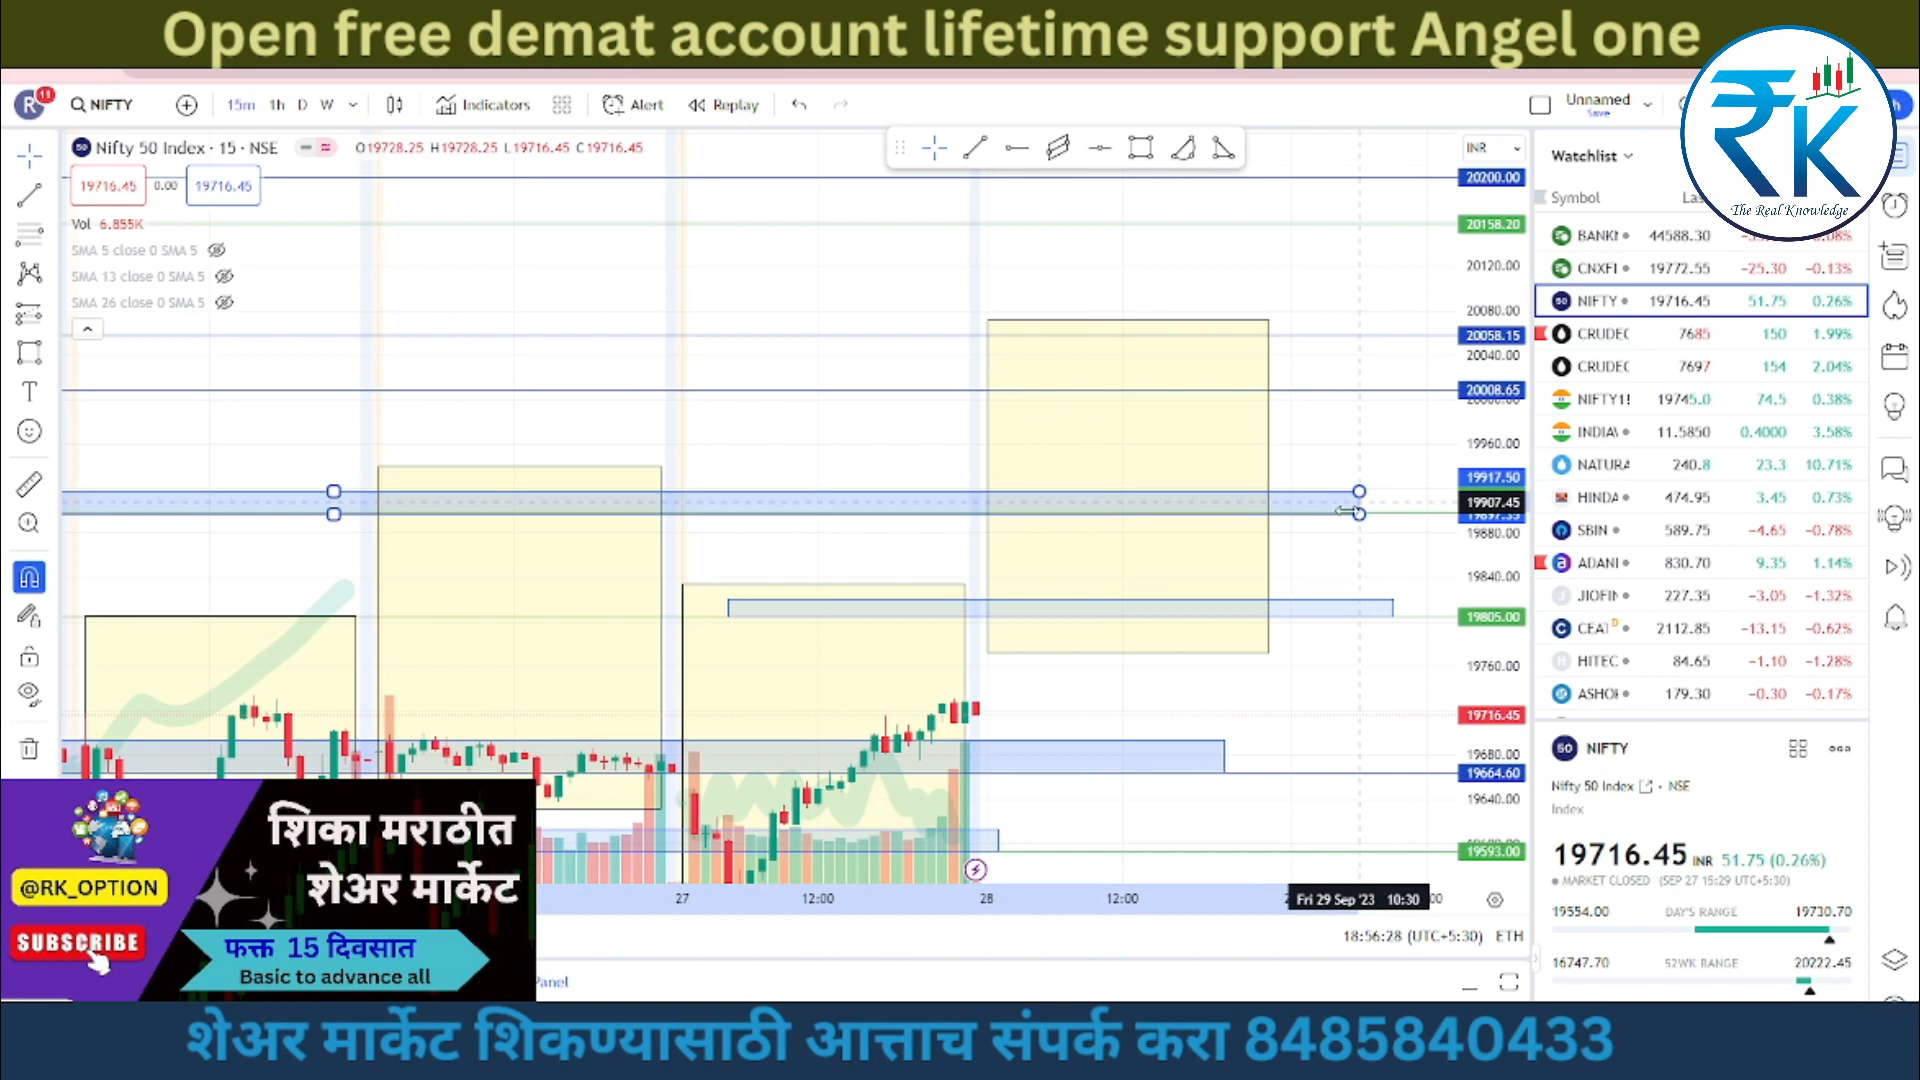 Open free demat account lifetime support Angel one
R 11 NIFTY 15m 1h D W Indicators Alert Replay Unnamed
Save
RK
The Real Knowledge
Nifty 50 Index · 15 · NSE O19728.25 H19728.25 L19716.45 C19716.45
INR
19716.45 0.00 19716.45
Vol 6.855K
SMA 5 close 0 SMA 5
SMA 13 close 0 SMA 5
SMA 26 close 0 SMA 5
20200.00
20158.20
20120.00
20080.00
20058.15
20040.00
20008.65
19960.00
19917.50
19907.45
19880.00
19840.00
19805.00
19760.00
19716.45
19680.00
19664.60
19640.00
19593.00
27 12:00 28 12:00 Fri 29 Sep '23 10:30
18:56:28 (UTC+5:30) ETH
Panel
Watchlist
Symbol
BANKN 44588.30
CNXFI 19772.55 −25.30 −0.13%
NIFTY 19716.45 51.75 0.26%
CRUDEO 7685 150 1.99%
CRUDEO 7697 154 2.04%
NIFTY1! 19745.0 74.5 0.38%
INDIAV 11.5850 0.4000 3.58%
NATURA 240.8 23.3 10.71%
HINDA 474.95 3.45 0.73%
SBIN 589.75 −4.65 −0.78%
ADANI 830.70 9.35 1.14%
JIOFIN 227.35 −3.05 −1.32%
CEAT D 2112.85 −13.15 −0.62%
HITEC 84.65 −1.10 −1.28%
ASHOK 179.30 −0.30 −0.17%
50 NIFTY
Nifty 50 Index · NSE
Index
19716.45 INR 51.75 (0.26%)
MARKET CLOSED (SEP 27 15:29 UTC+5:30)
19554.00 DAY'S RANGE 19730.70
16747.70 52WK RANGE 20222.45
शिका मराठीत
शेअर मार्केट
@RK_OPTION
SUBSCRIBE
फक्त 15 दिवसात
Basic to advance all
शेअर मार्केट शिकण्यासाठी आत्ताच संपर्क करा 8485840433